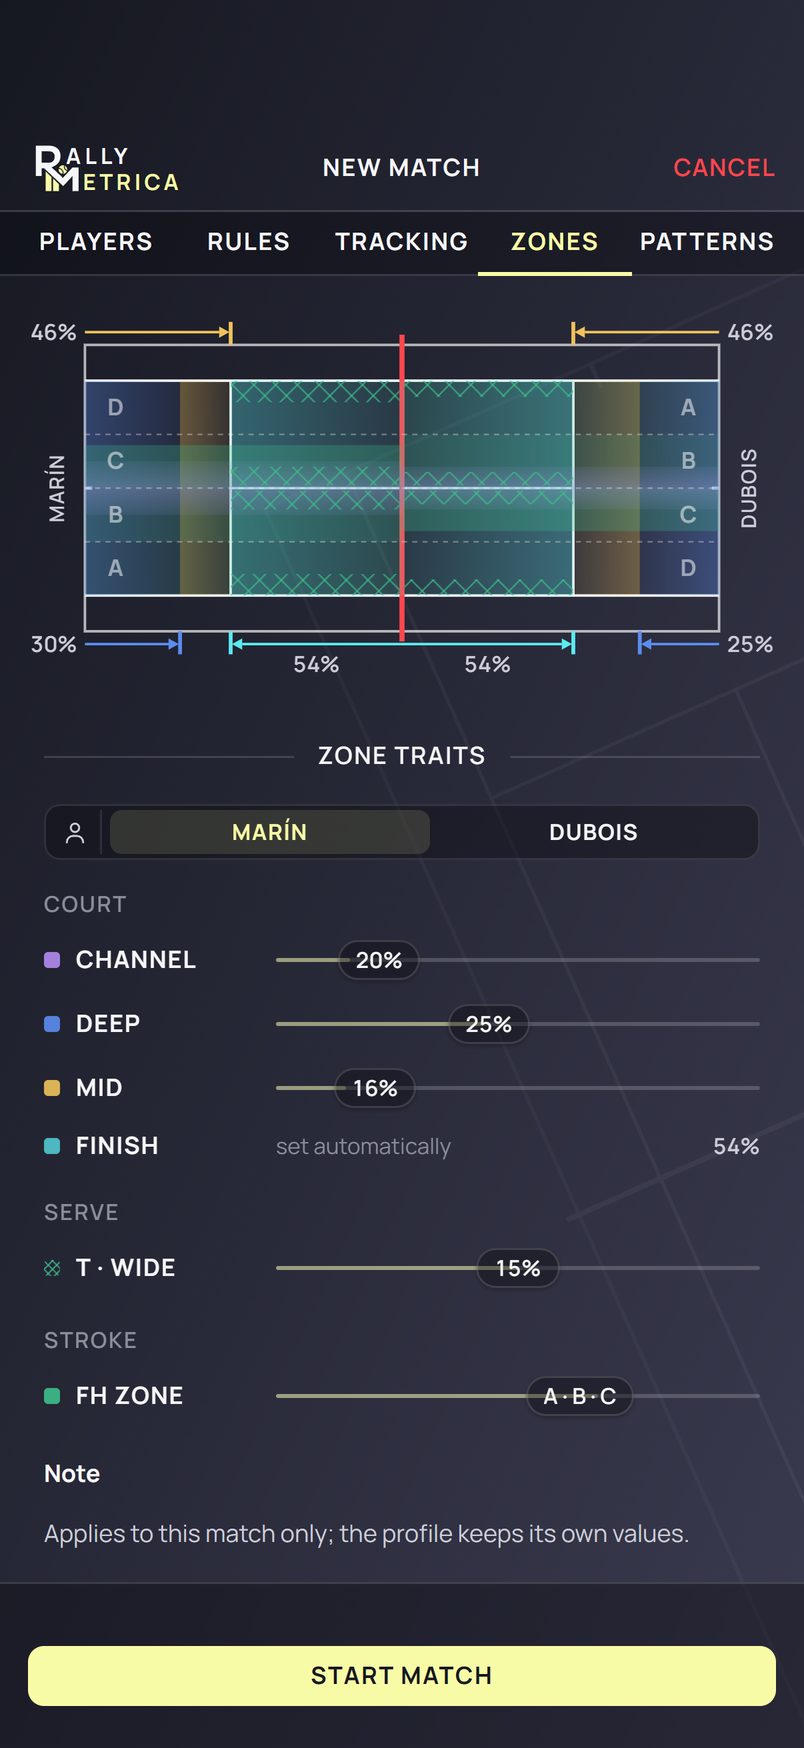 RALLY
METRICA
NEW MATCH
CANCEL
PLAYERS RULES TRACKING ZONES PATTERNS
46% 46%
D A
C B
MARÍN DUBOIS
B C
A D
30% 25%
54% 54%
ZONE TRAITS
MARÍN DUBOIS
COURT
CHANNEL 20%
DEEP 25%
MID 16%
FINISH set automatically 54%
SERVE
T · WIDE 15%
STROKE
FH ZONE A·B·C
Note
Applies to this match only; the profile keeps its own values.
START MATCH